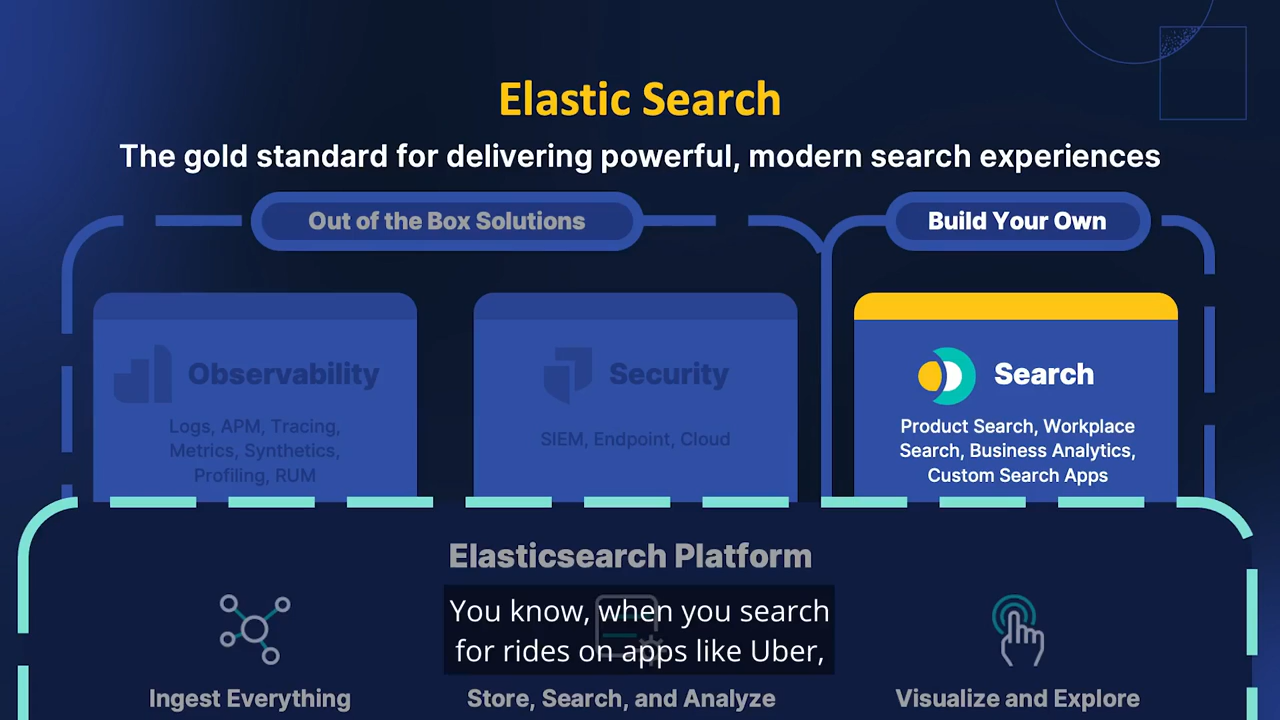 Elastic Search
The gold standard for delivering powerful, modern search experiences
Out of the Box Solutions
Build Your Own
Observability
Logs, APM, Tracing,
Metrics, Synthetics,
Profiling, RUM
Security
SIEM, Endpoint, Cloud
Search
Product Search, Workplace
Search, Business Analytics,
Custom Search Apps
Elasticsearch Platform
You know, when you search
for rides on apps like Uber,
Ingest Everything
Store, Search, and Analyze
Visualize and Explore